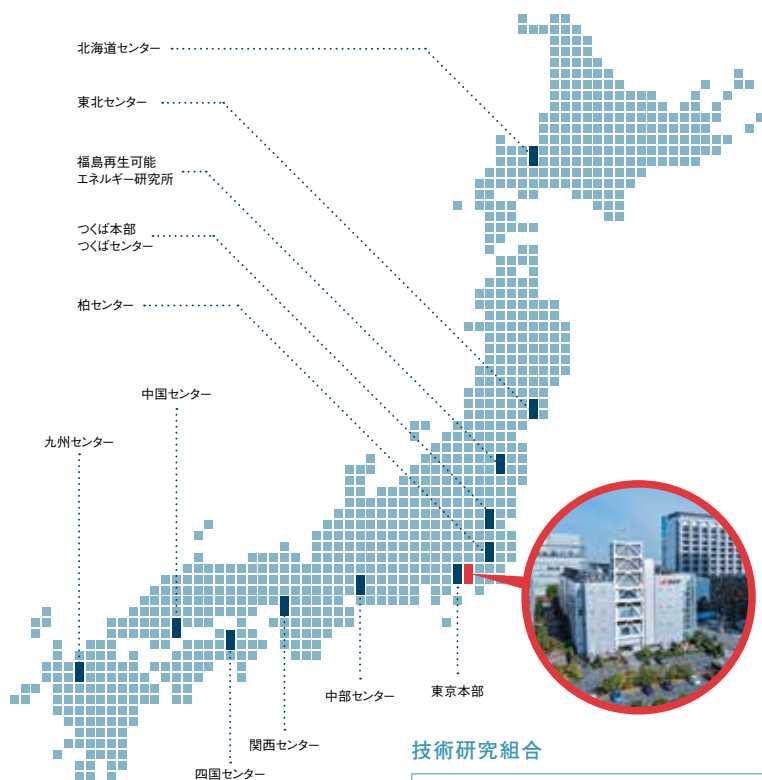 北海道センター
東北センター
福島再生可能
エネルギー研究所
つくば本部
つくばセンター
柏センター
中国センター
九州センター
中部センター
東京本部
関西センター
四国センター
技術研究組合